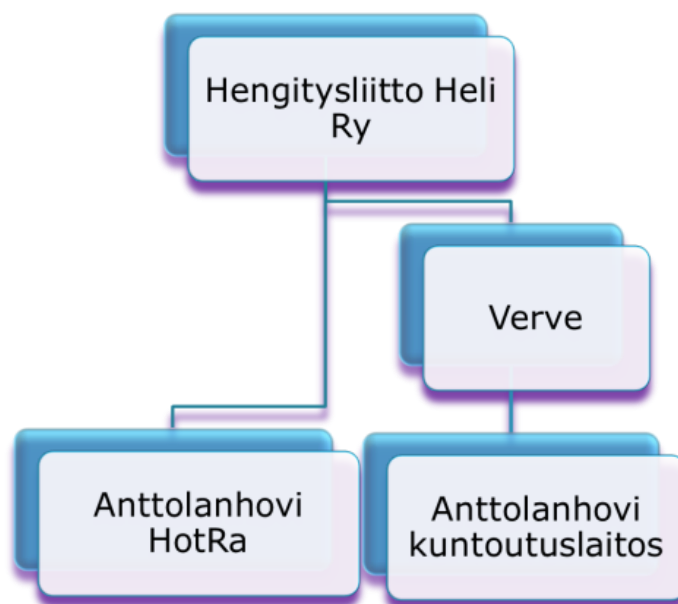 Hengitysliitto Heli
Ry
Verve
Anttolanhovi
HotRa
Anttolanhovi
kuntoutuslaitos